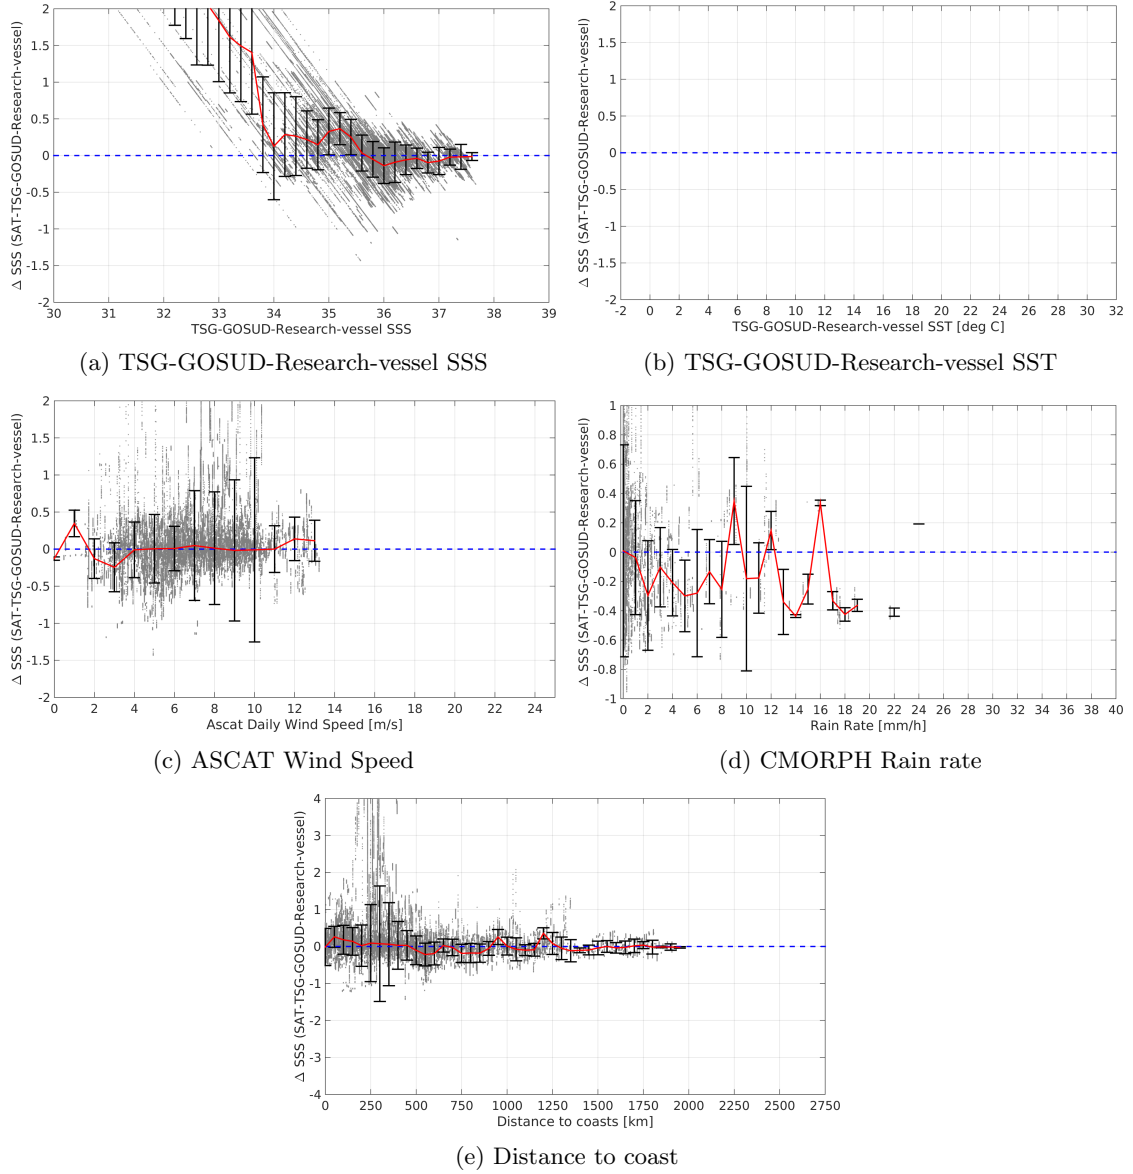 2
1.5
1
0.5
0
-0.5
-1
-1.5
-2
Δ SSS (SAT-TSG-GOSUD-Research-vessel)
30 31 32 33 34 35 36 37 38 39
TSG-GOSUD-Research-vessel SSS
(a) TSG-GOSUD-Research-vessel SSS
2
1.5
1
0.5
0
-0.5
-1
-1.5
-2
Δ SSS (SAT-TSG-GOSUD-Research-vessel)
-2 0 2 4 6 8 10 12 14 16 18 20 22 24 26 28 30 32
TSG-GOSUD-Research-vessel SST [deg C]
(b) TSG-GOSUD-Research-vessel SST
2
1.5
1
0.5
0
-0.5
-1
-1.5
-2
Δ SSS (SAT-TSG-GOSUD-Research-vessel)
0 2 4 6 8 10 12 14 16 18 20 22 24
Ascat Daily Wind Speed [m/s]
(c) ASCAT Wind Speed
1
0.8
0.6
0.4
0.2
0
-0.2
-0.4
-0.6
-0.8
-1
Δ SSS (SAT-TSG-GOSUD-Research-vessel)
0 2 4 6 8 10 12 14 16 18 20 22 24 26 28 30 32 34 36 38 40
Rain Rate [mm/h]
(d) CMORPH Rain rate
4
3
2
1
0
-1
-2
-3
-4
Δ SSS (SAT-TSG-GOSUD-Research-vessel)
0 250 500 750 1000 1250 1500 1750 2000 2250 2500 2750
Distance to coasts [km]
(e) Distance to coast